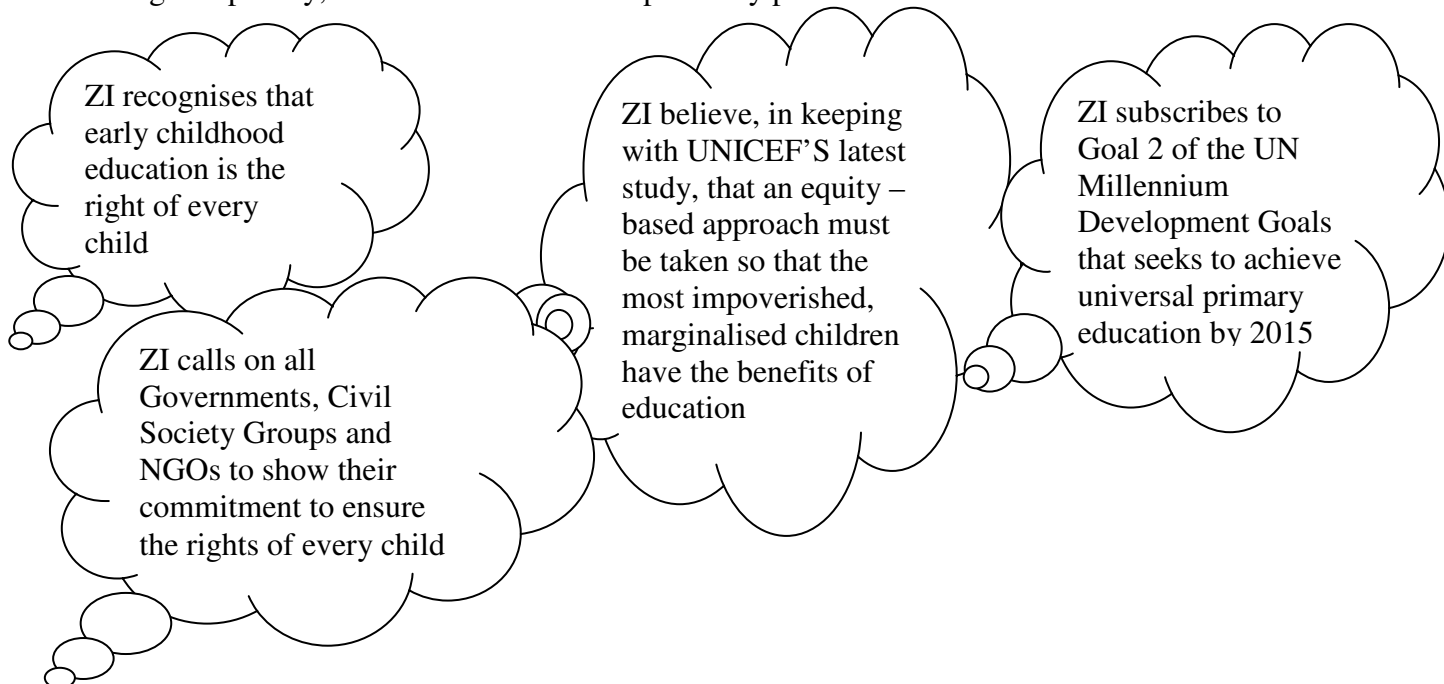 ZI recognises that
early childhood
education is the
right of every
child
ZI calls on all
Governments, Civil
Society Groups and
NGOs to show their
commitment to ensure
the rights of every child
ZI believe, in keeping
with UNICEF'S latest
study, that an equity –
based approach must
be taken so that the
most impoverished,
marginalised children
have the benefits of
education
ZI subscribes to
Goal 2 of the UN
Millennium
Development Goals
that seeks to achieve
universal primary
education by 2015